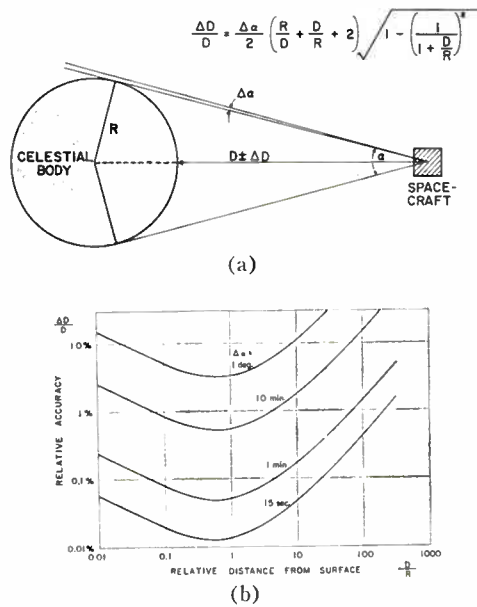 ΔD/D = Δα/2 (R/D + D/R + 2) √(1 - (1/(1 + D/R))²)
Δα
R
CELESTIAL
BODY
D ± ΔD
α
SPACE-
CRAFT
(a)
ΔD/D
10%
1%
0,1%
0.01%
RELATIVE ACCURACY
Δα =
1 deg.
10 min.
1 min.
15 sec.
0.01
0.1
1
10
100
1000
RELATIVE DISTANCE FROM SURFACE D/R
(b)